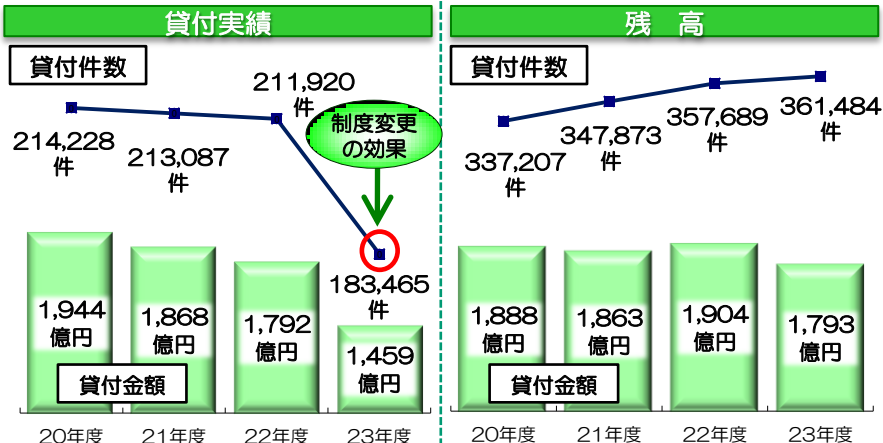 貸付実績
貸付件数
214,228
件
213,087
件
211,920
件
制度変更
の効果
183,465
件
1,944
億円
1,868
億円
1,792
億円
1,459
億円
貸付金額
20年度
21年度
22年度
23年度
残　高
貸付件数
337,207
件
347,873
件
357,689
件
361,484
件
1,888
億円
1,863
億円
1,904
億円
1,793
億円
貸付金額
20年度
21年度
22年度
23年度